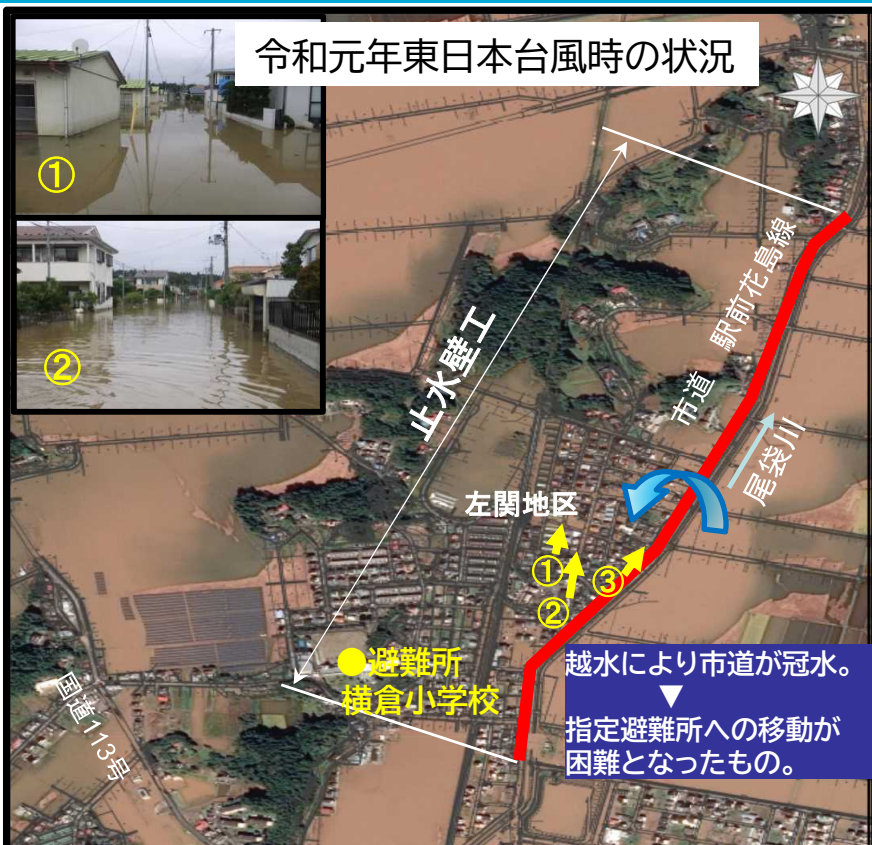 令和元年東日本台風時の状況
①
②
止水壁工
市道 駅前花島線
尾袋川
左関地区
①
②
③
●避難所
横倉小学校
国道113号
越水により市道が冠水。
▼
指定避難所への移動が
困難となったもの。